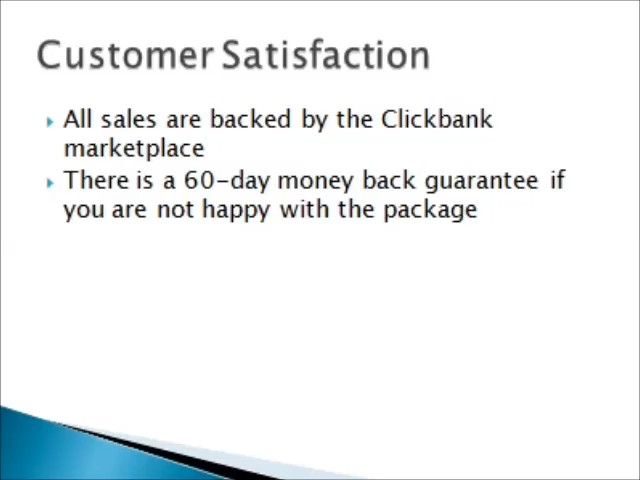 Customer Satisfaction
All sales are backed by the Clickbank
marketplace
There is a 60-day money back guarantee if
you are not happy with the package